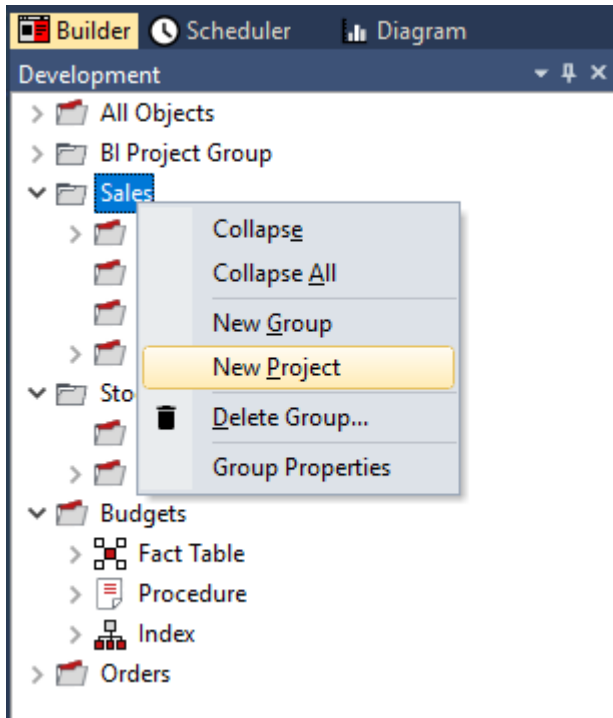 Builder Scheduler Diagram
Development
All Objects
BI Project Group
Sales
Collapse
Collapse All
New Group
New Project
Sto
Delete Group...
Group Properties
Budgets
Fact Table
Procedure
Index
Orders